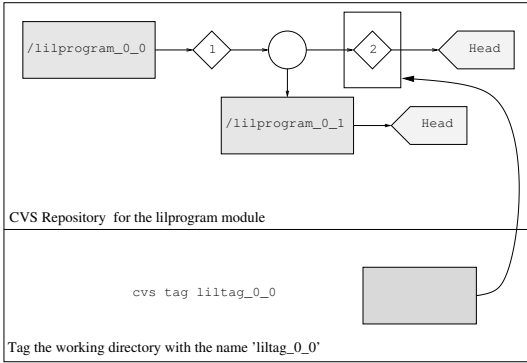 /lilprogram_0_0
1
2
Head
/lilprogram_0_1
Head
CVS Repository for the lilprogram module
cvs tag liltag_0_0
Tag the working directory with the name ’liltag_0_0’